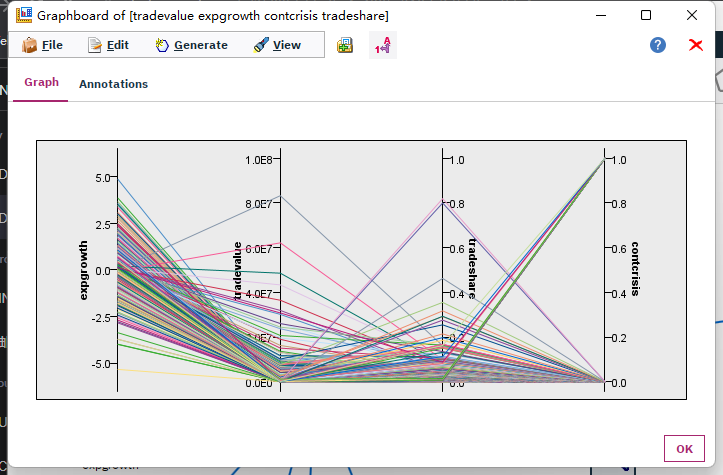 Graphboard of [tradevalue expgrowth contcrisis tradeshare]
File Edit Generate View
Graph Annotations
expgrowth
5.0
2.5
0.0
-2.5
-5.0
tradevalue
1.0E8
8.0E7
6.0E7
4.0E7
0.0E0
tradeshare
1.0
0.8
0.6
0.4
0.2
0.0
contcrisis
1.0
0.8
0.6
0.4
0.2
0.0
OK
expgrowth